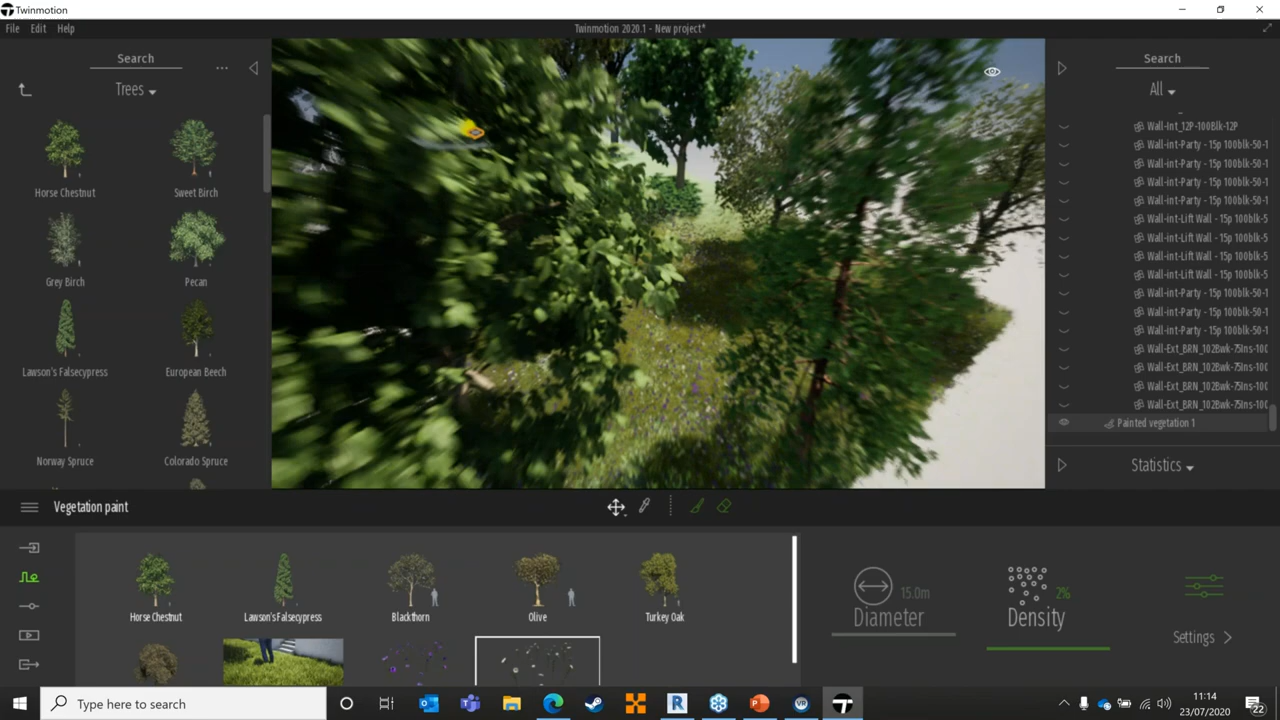 Twinmotion
File Edit Help
Twinmotion 2020.1 - New project*
Search
...
Trees
Horse Chestnut
Sweet Birch
Grey Birch
Pecan
Lawson's Falsecypress
European Beech
Norway Spruce
Colorado Spruce
Search
All
Wall-Int_12P-100Blk-12P
Wall-int-Party - 15p 100blk-50-1
Wall-int-Party - 15p 100blk-50-1
Wall-int-Party - 15p 100blk-50-1
Wall-int-Party - 15p 100blk-50-1
Wall-int-Lift Wall - 15p 100blk-5
Wall-int-Lift Wall - 15p 100blk-5
Wall-int-Lift Wall - 15p 100blk-5
Wall-int-Lift Wall - 15p 100blk-5
Wall-int-Party - 15p 100blk-50-1
Wall-int-Party - 15p 100blk-50-1
Wall-int-Party - 15p 100blk-50-1
Wall-Ext_BRN_102Bwk-75Ins-100
Wall-Ext_BRN_102Bwk-75Ins-100
Wall-Ext_BRN_102Bwk-75Ins-100
Wall-Ext_BRN_102Bwk-75Ins-100
Painted vegetation 1
Statistics
Vegetation paint
Horse Chestnut
Lawson's Falsecypress
Blackthorn
Olive
Turkey Oak
15.0m
Diameter
2%
Density
Settings
Type here to search
11:14
23/07/2020
22